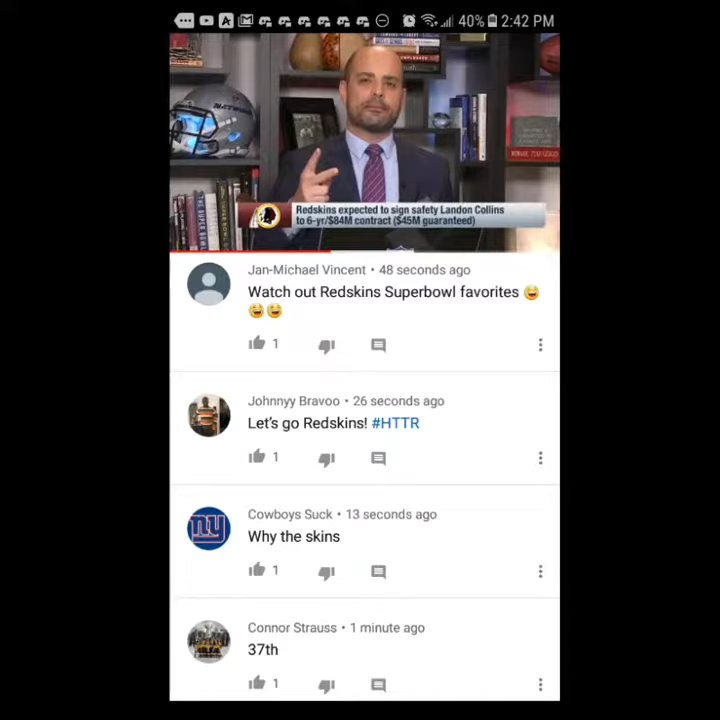 40% 2:42 PM
Redskins expected to sign safety Landon Collins
to 6-yr/$84M contract ($45M guaranteed)
Jan-Michael Vincent • 48 seconds ago
Watch out Redskins Superbowl favorites 😂
😂😂
1
Johnnyy Bravoo • 26 seconds ago
Let's go Redskins! #HTTR
1
Cowboys Suck • 13 seconds ago
Why the skins
1
Connor Strauss • 1 minute ago
37th
1